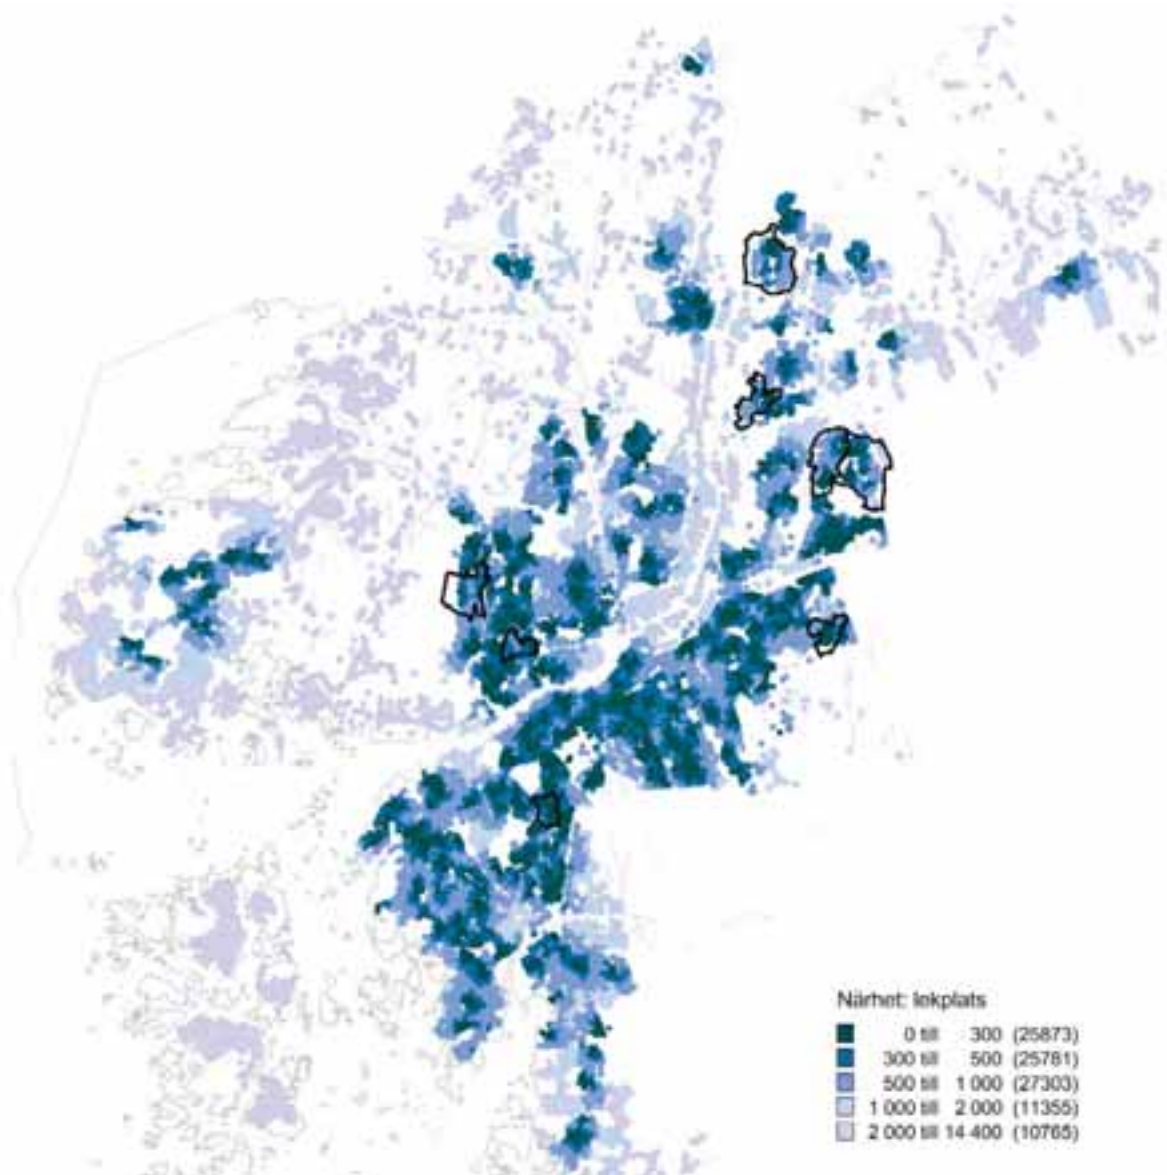 Närhet: lekplats
0 till 300 (25873)
300 till 500 (25781)
500 till 1 000 (27303)
1 000 till 2 000 (11355)
2 000 till 14 400 (10765)